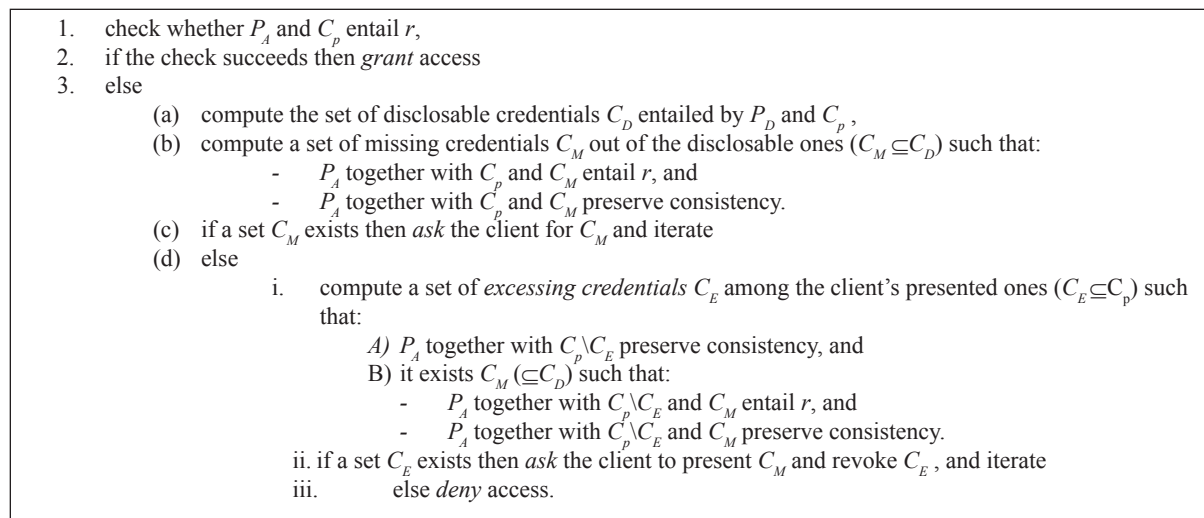 1. check whether P_A and C_p entail r,
2. if the check succeeds then grant access
3. else
(a) compute the set of disclosable credentials C_D entailed by P_D and C_p ,
(b) compute a set of missing credentials C_M out of the disclosable ones (C_M ⊆C_D) such that:
- P_A together with C_p and C_M entail r, and
- P_A together with C_p and C_M preserve consistency.
(c) if a set C_M exists then ask the client for C_M and iterate
(d) else
i. compute a set of excessing credentials C_E among the client's presented ones (C_E⊆C_p) such
that:
A) P_A together with C_p\C_E preserve consistency, and
B) it exists C_M (⊆C_D) such that:
- P_A together with C_p\C_E and C_M entail r, and
- P_A together with C_p\C_E and C_M preserve consistency.
ii. if a set C_E exists then ask the client to present C_M and revoke C_E , and iterate
iii. else deny access.